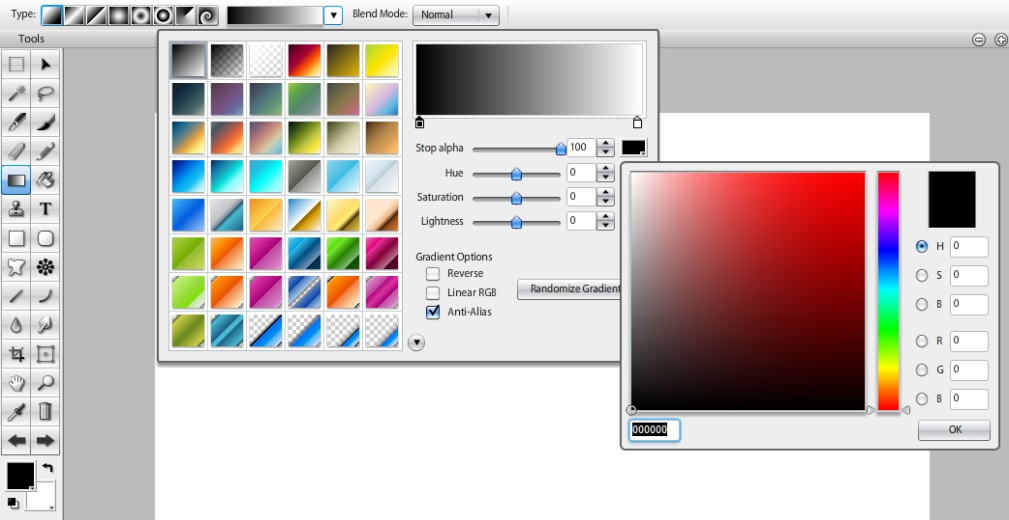 Type: Blend Mode: Normal
Tools
Stop alpha 100
Hue 0
Saturation 0
Lightness 0
Gradient Options
Reverse
Linear RGB
Randomize Gradient
Anti-Alias
H 0
S 0
B 0
R 0
G 0
B 0
000000
OK
T